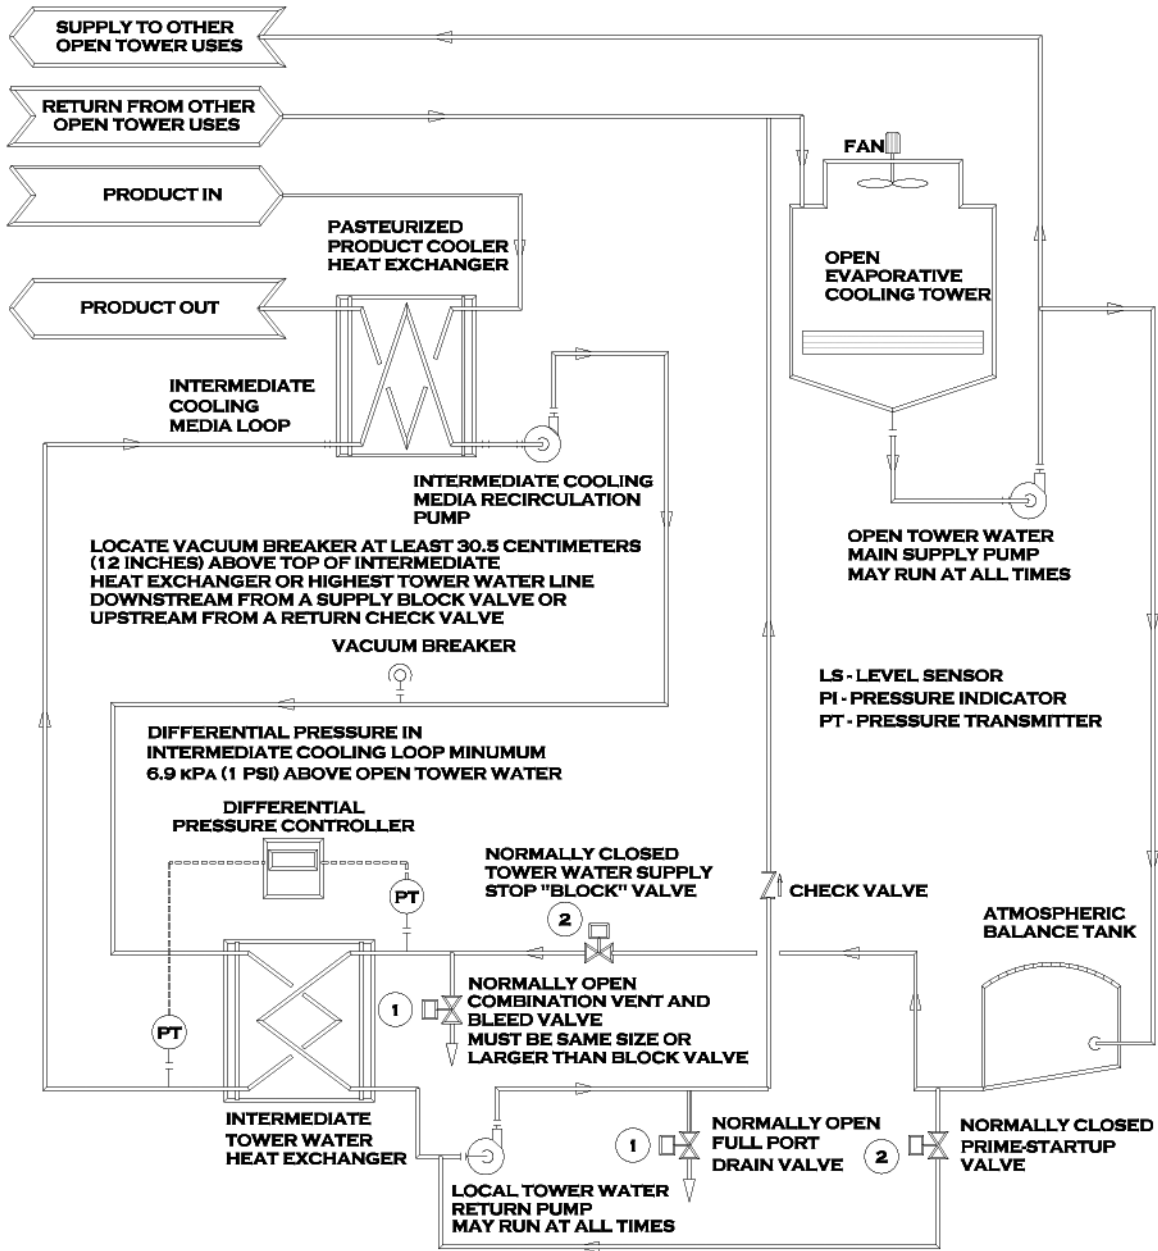 SUPPLY TO OTHER
OPEN TOWER USES
RETURN FROM OTHER
OPEN TOWER USES
PRODUCT IN
PRODUCT OUT
PASTEURIZED
PRODUCT COOLER
HEAT EXCHANGER
FAN
OPEN
EVAPORATIVE
COOLING TOWER
INTERMEDIATE
COOLING
MEDIA LOOP
INTERMEDIATE COOLING
MEDIA RECIRCULATION
PUMP
OPEN TOWER WATER
MAIN SUPPLY PUMP
MAY RUN AT ALL TIMES
LOCATE VACUUM BREAKER AT LEAST 30.5 CENTIMETERS
(12 INCHES) ABOVE TOP OF INTERMEDIATE
HEAT EXCHANGER OR HIGHEST TOWER WATER LINE
DOWNSTREAM FROM A SUPPLY BLOCK VALVE OR
UPSTREAM FROM A RETURN CHECK VALVE
VACUUM BREAKER
LS - LEVEL SENSOR
PI - PRESSURE INDICATOR
PT - PRESSURE TRANSMITTER
DIFFERENTIAL PRESSURE IN
INTERMEDIATE COOLING LOOP MINUMUM
6.9 KPA (1 PSI) ABOVE OPEN TOWER WATER
DIFFERENTIAL
PRESSURE CONTROLLER
PT
NORMALLY CLOSED
TOWER WATER SUPPLY
STOP "BLOCK" VALVE
2
CHECK VALVE
ATMOSPHERIC
BALANCE TANK
1
NORMALLY OPEN
COMBINATION VENT AND
BLEED VALVE
MUST BE SAME SIZE OR
LARGER THAN BLOCK VALVE
PT
INTERMEDIATE
TOWER WATER
HEAT EXCHANGER
LOCAL TOWER WATER
RETURN PUMP
MAY RUN AT ALL TIMES
1
NORMALLY OPEN
FULL PORT
DRAIN VALVE
2
NORMALLY CLOSED
PRIME-STARTUP
VALVE